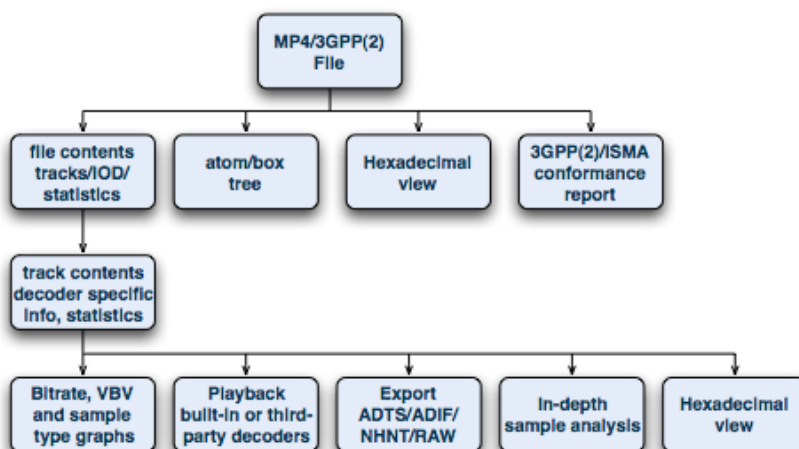 MP4/3GPP(2)
File
file contents
tracks/IOD/
statistics
atom/box
tree
Hexadecimal
view
3GPP(2)/ISMA
conformance
report
track contents
decoder specific
info, statistics
Bitrate, VBV
and sample
type graphs
Playback
built-in or third-
party decoders
Export
ADTS/ADIF/
NHNT/RAW
In-depth
sample analysis
Hexadecimal
view